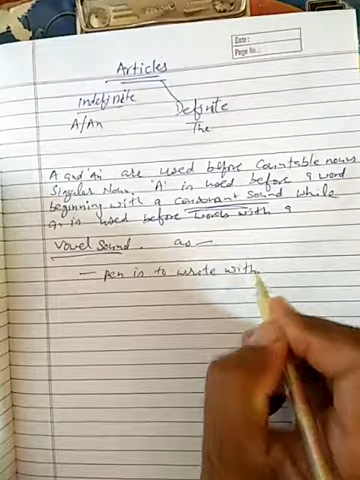 Date:
Page No.:
Articles
Indefinite
Definite
A/An
The
A and 'An' are used before Countable nouns
Singular Noun. 'A' is used before a word
beginning with a consonant sound while
an is used before words with a
Vowel Sound. as —
— pen is to wrote with.